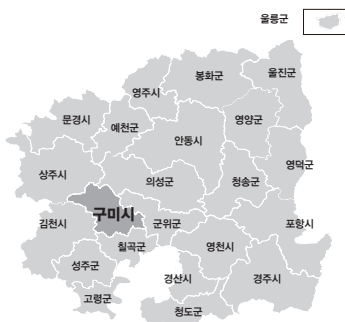 울릉군
봉화군
울진군
영주시
문경시
예천군
영양군
안동시
영덕군
상주시
의성군
청송군
구미시
김천시
군위군
포항시
칠곡군
영천시
성주군
경산시
경주시
고령군
청도군